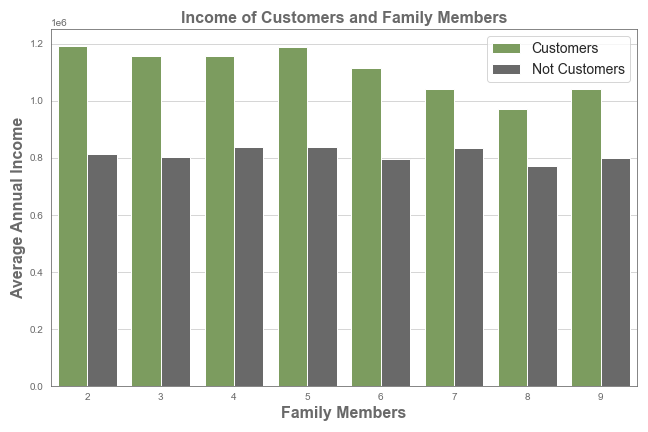 Income of Customers and Family Members
1e6
1.2
1.0
0.8
0.6
0.4
0.2
0.0
Average Annual Income
Customers
Not Customers
2 3 4 5 6 7 8 9
Family Members